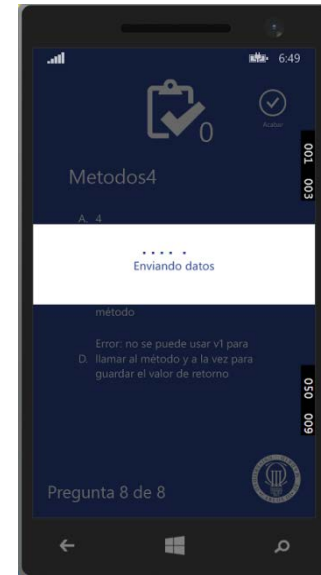 6:49
0
Acabar
001 003
Metodos4
A. 4
Enviando datos
método
Error: no se puede usar v1 para
D. llamar al método y a la vez para
guardar el valor de retorno
050 009
Pregunta 8 de 8